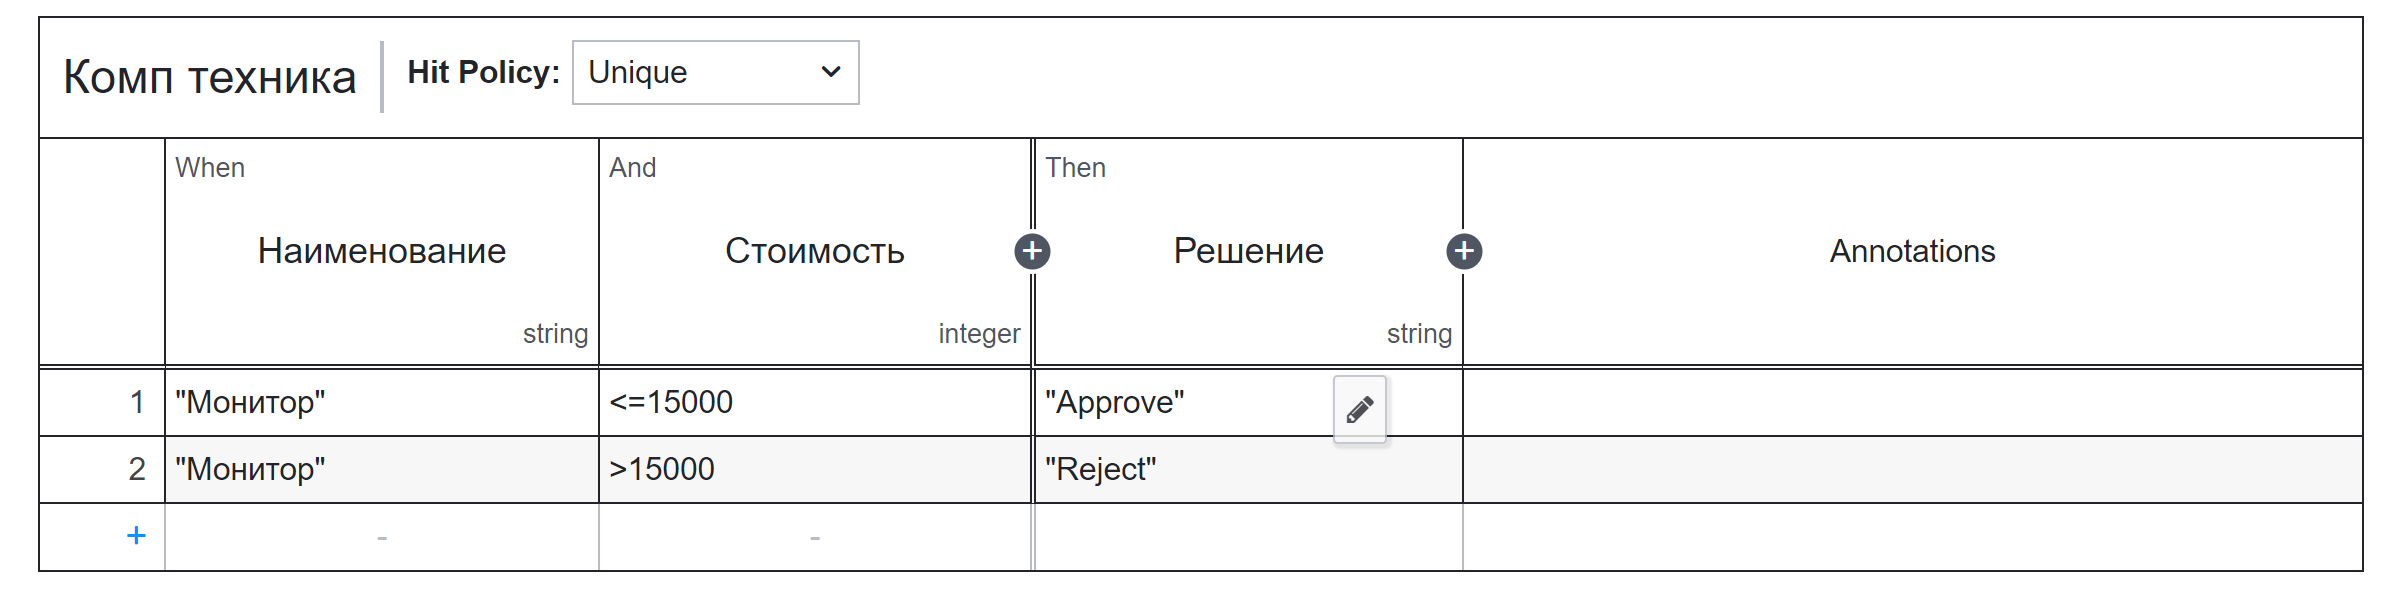 Комп техника Hit Policy: Unique
When And Then
Наименование Стоимость Решение Annotations
string integer string
1 "Монитор" <=15000 "Approve"
2 "Монитор" >15000 "Reject"
+ - -